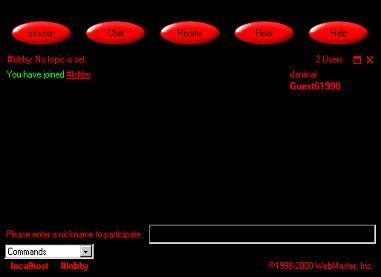 Session Chat Rooms Float Help
#lobby: No topic is set. 2 Users
You have joined #lobby
danmal
Guest61990
Please enter a nickname to participate.
Commands
localhost #lobby ©1998-2000 WebMaster, Inc.